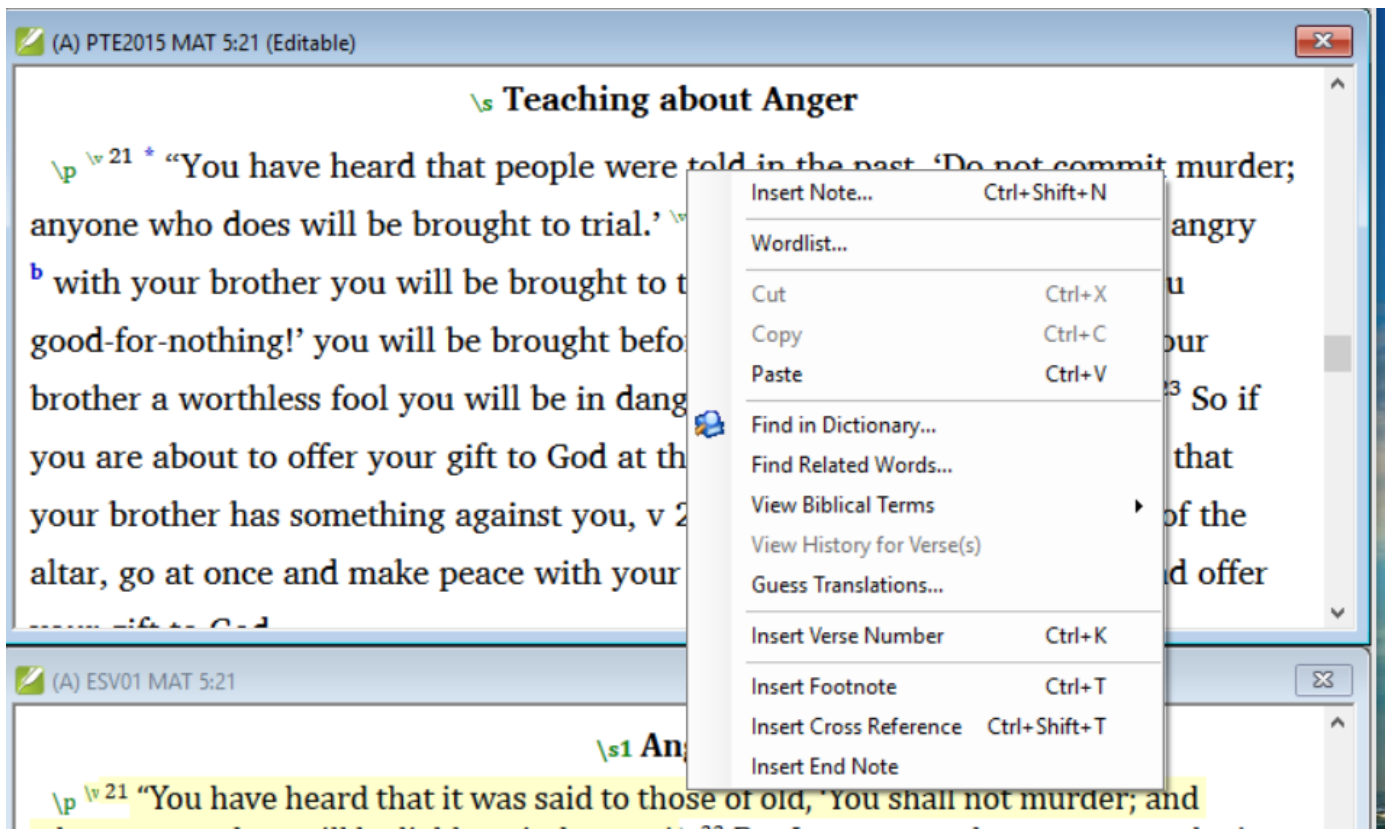 (A) PTE2015 MAT 5:21 (Editable)
\s Teaching about Anger
\p \v 21 * “You have heard that people were told in the past, ‘Do not commit murder;
anyone who does will be brought to trial.’ \v angry
b with your brother you will be brought to t u
good-for-nothing!’ you will be brought befo our
brother a worthless fool you will be in dang 23 So if
you are about to offer your gift to God at th that
your brother has something against you, v 2 of the
altar, go at once and make peace with your d offer
your gift to God
Insert Note... Ctrl+Shift+N
Wordlist...
Cut Ctrl+X
Copy Ctrl+C
Paste Ctrl+V
Find in Dictionary...
Find Related Words...
View Biblical Terms
View History for Verse(s)
Guess Translations...
Insert Verse Number Ctrl+K
Insert Footnote Ctrl+T
Insert Cross Reference Ctrl+Shift+T
Insert End Note
(A) ESV01 MAT 5:21
\s1 Ang
\p \v 21 “You have heard that it was said to those of old, ‘You shall not murder; and